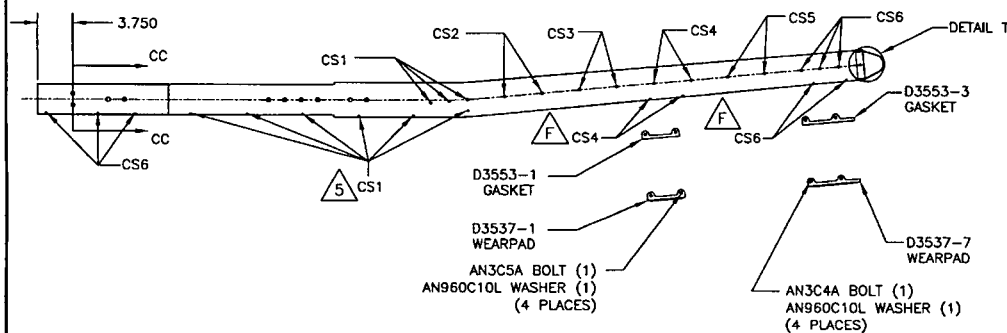 3.750
CC
CS1
CS2
CS3
CS4
CS5
CS6
DETAIL T
D3553-3
GASKET
CC
CS6
5
CS1
F
CS4
F
CS6
D3553-1
GASKET
D3537-1
WEARPAD
D3537-7
WEARPAD
AN3C5A BOLT (1)
AN960C10L WASHER (1)
(4 PLACES)
AN3C4A BOLT (1)
AN960C10L WASHER (1)
(4 PLACES)